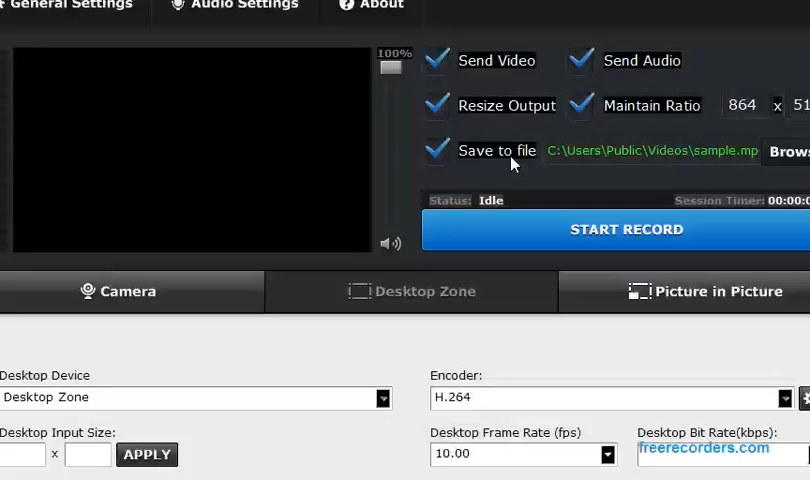 General Settings
Audio Settings
About
100%
Send Video
Send Audio
Resize Output
Maintain Ratio
864 x 51
Save to file
C:\Users\Public\Videos\sample.mp
Brows
Status: Idle
Session Timer: 00:00:0
START RECORD
Camera
Desktop Zone
Picture in Picture
Desktop Device
Desktop Zone
Encoder:
H.264
Desktop Input Size:
x
APPLY
Desktop Frame Rate (fps)
10.00
Desktop Bit Rate(kbps):
freerecorders.com